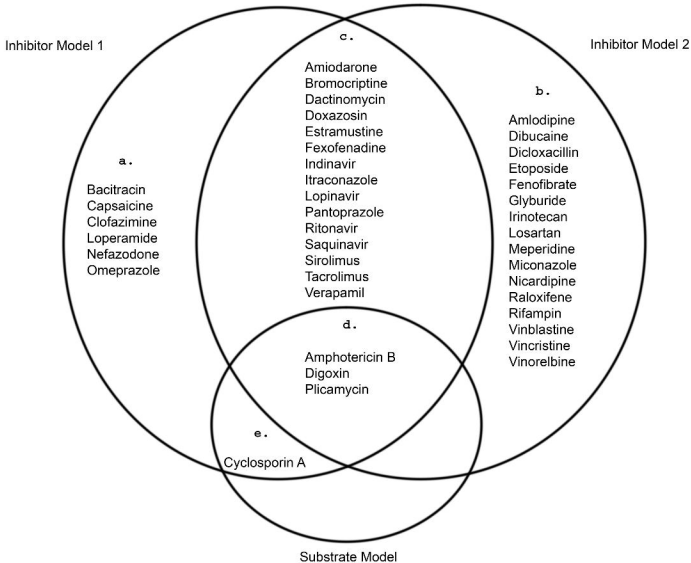 Inhibitor Model 1
Inhibitor Model 2
a.
Bacitracin
Capsaicine
Clofazimine
Loperamide
Nefazodone
Omeprazole
c.
Amiodarone
Bromocriptine
Dactinomycin
Doxazosin
Estramustine
Fexofenadine
Indinavir
Itraconazole
Lopinavir
Pantoprazole
Ritonavir
Saquinavir
Sirolimus
Tacrolimus
Verapamil
b.
Amlodipine
Dibucaine
Dicloxacillin
Etoposide
Fenofibrate
Glyburide
Irinotecan
Losartan
Meperidine
Miconazole
Nicardipine
Raloxifene
Rifampin
Vinblastine
Vincristine
Vinorelbine
d.
Amphotericin B
Digoxin
Plicamycin
e.
Cyclosporin A
Substrate Model